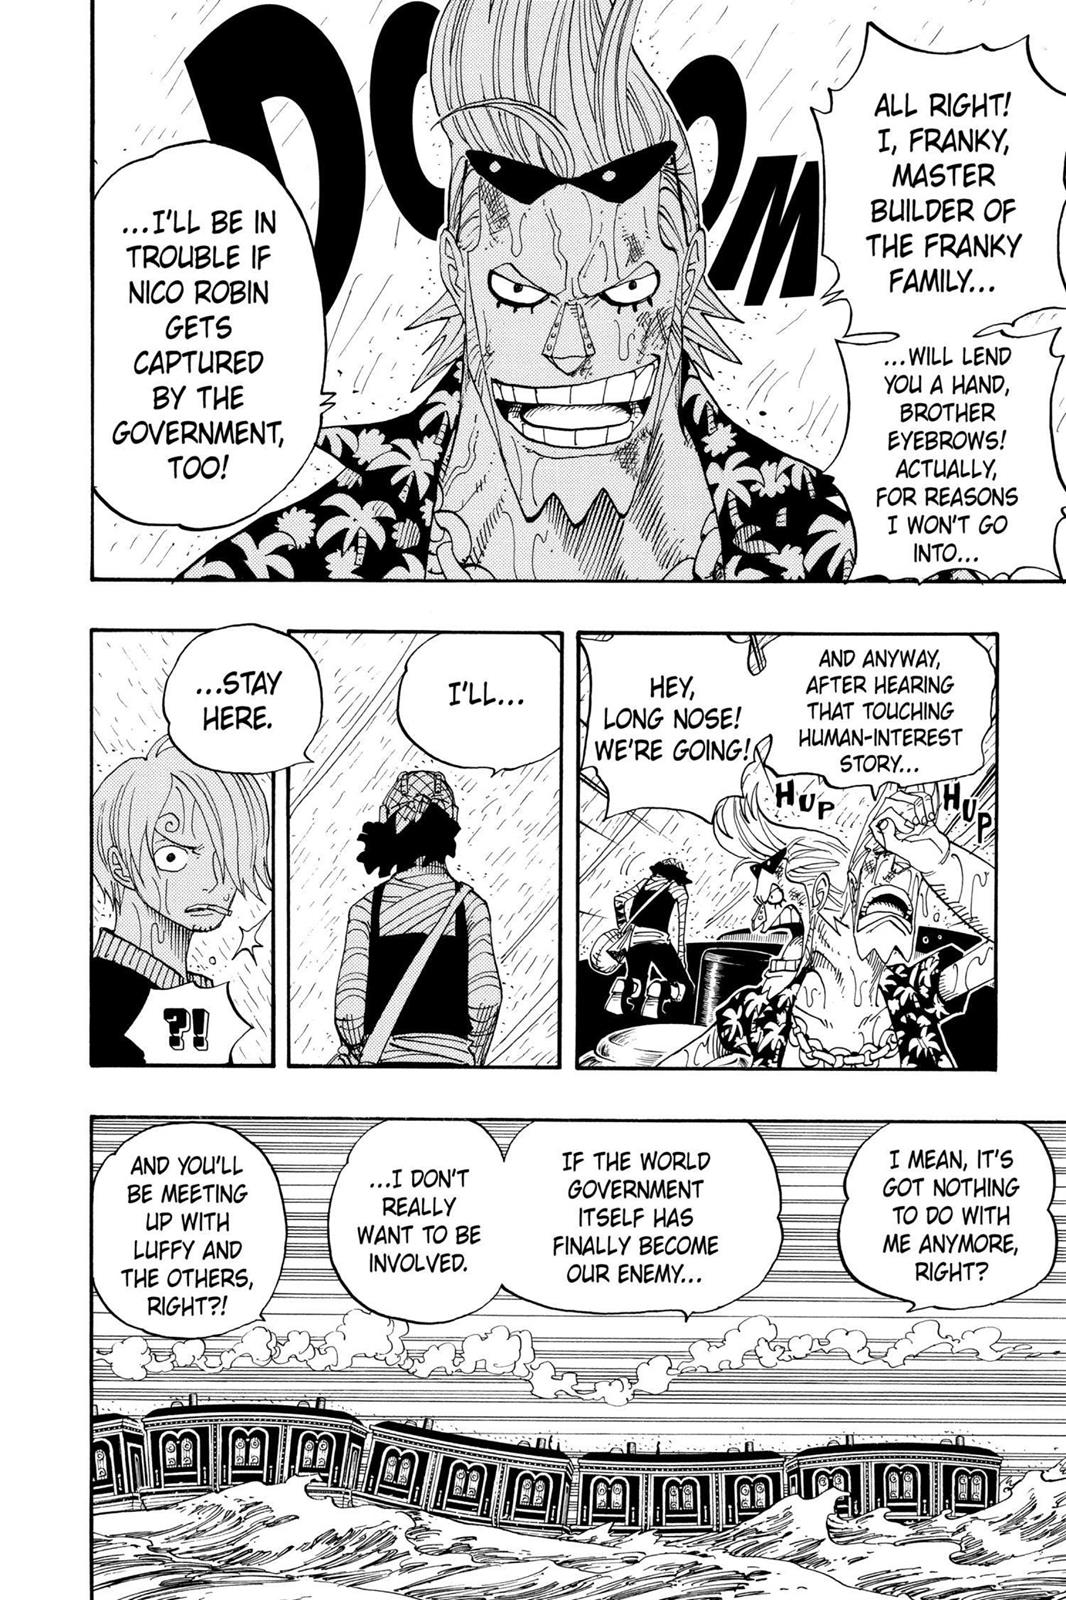 ALL RIGHT!
I, FRANKY,
MASTER
BUILDER OF
THE FRANKY
FAMILY...
...WILL LEND
YOU A HAND,
BROTHER
EYEBROWS!
ACTUALLY,
FOR REASONS
I WON'T GO
INTO...
DOOM
...I'LL BE IN
TROUBLE IF
NICO ROBIN
GETS
CAPTURED
BY THE
GOVERNMENT,
TOO!
AND ANYWAY,
AFTER HEARING
THAT TOUCHING
HUMAN-INTEREST
STORY...
HUP
HUP
HEY,
LONG NOSE!
WE'RE GOING!
I'LL...
...STAY
HERE.
?!
I MEAN, IT'S
GOT NOTHING
TO DO WITH
ME ANYMORE,
RIGHT?
IF THE WORLD
GOVERNMENT
ITSELF HAS
FINALLY BECOME
OUR ENEMY...
...I DON'T
REALLY
WANT TO BE
INVOLVED.
AND YOU'LL
BE MEETING
UP WITH
LUFFY AND
THE OTHERS,
RIGHT?!